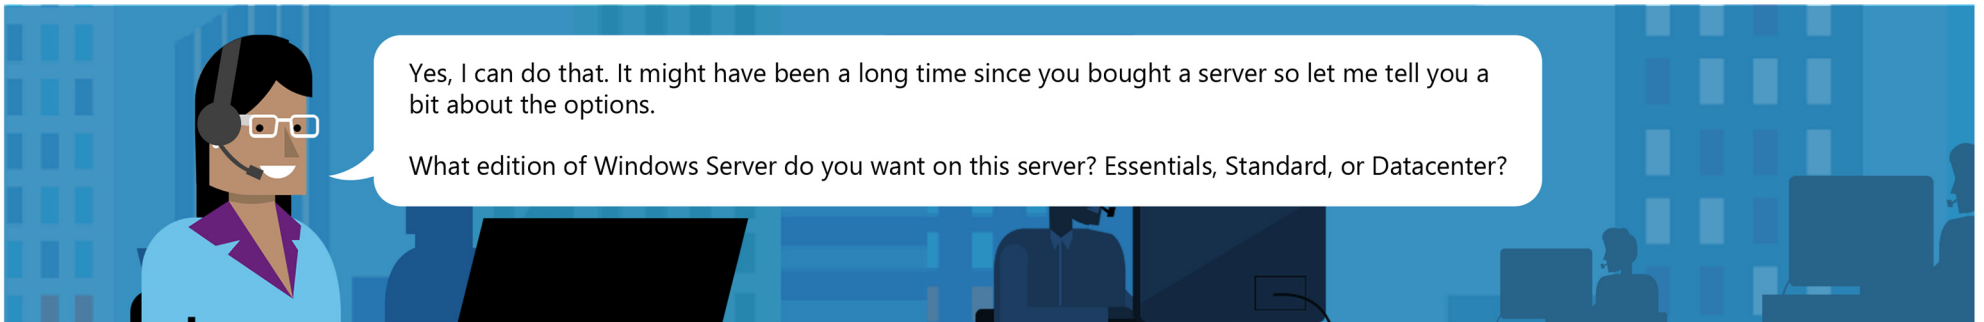 Yes, I can do that. It might have been a long time since you bought a server so let me tell you a
bit about the options.
What edition of Windows Server do you want on this server? Essentials, Standard, or Datacenter?